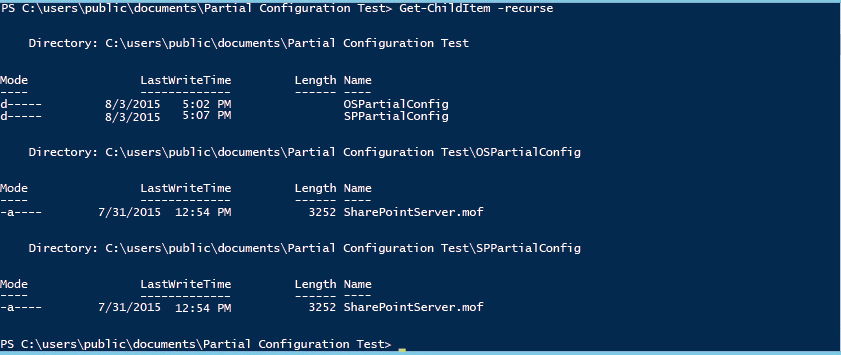 PS C:\users\public\documents\Partial Configuration Test> Get-ChildItem -recurse
Directory: C:\users\public\documents\Partial Configuration Test
Mode LastWriteTime Length Name
---- ------------- ------ ----
d----- 8/3/2015 5:02 PM OSPartialConfig
d----- 8/3/2015 5:07 PM SPPartialConfig
Directory: C:\users\public\documents\Partial Configuration Test\OSPartialConfig
Mode LastWriteTime Length Name
---- ------------- ------ ----
-a---- 7/31/2015 12:54 PM 3252 SharePointServer.mof
Directory: C:\users\public\documents\Partial Configuration Test\SPPartialConfig
Mode LastWriteTime Length Name
---- ------------- ------ ----
-a---- 7/31/2015 12:54 PM 3252 SharePointServer.mof
PS C:\users\public\documents\Partial Configuration Test> _